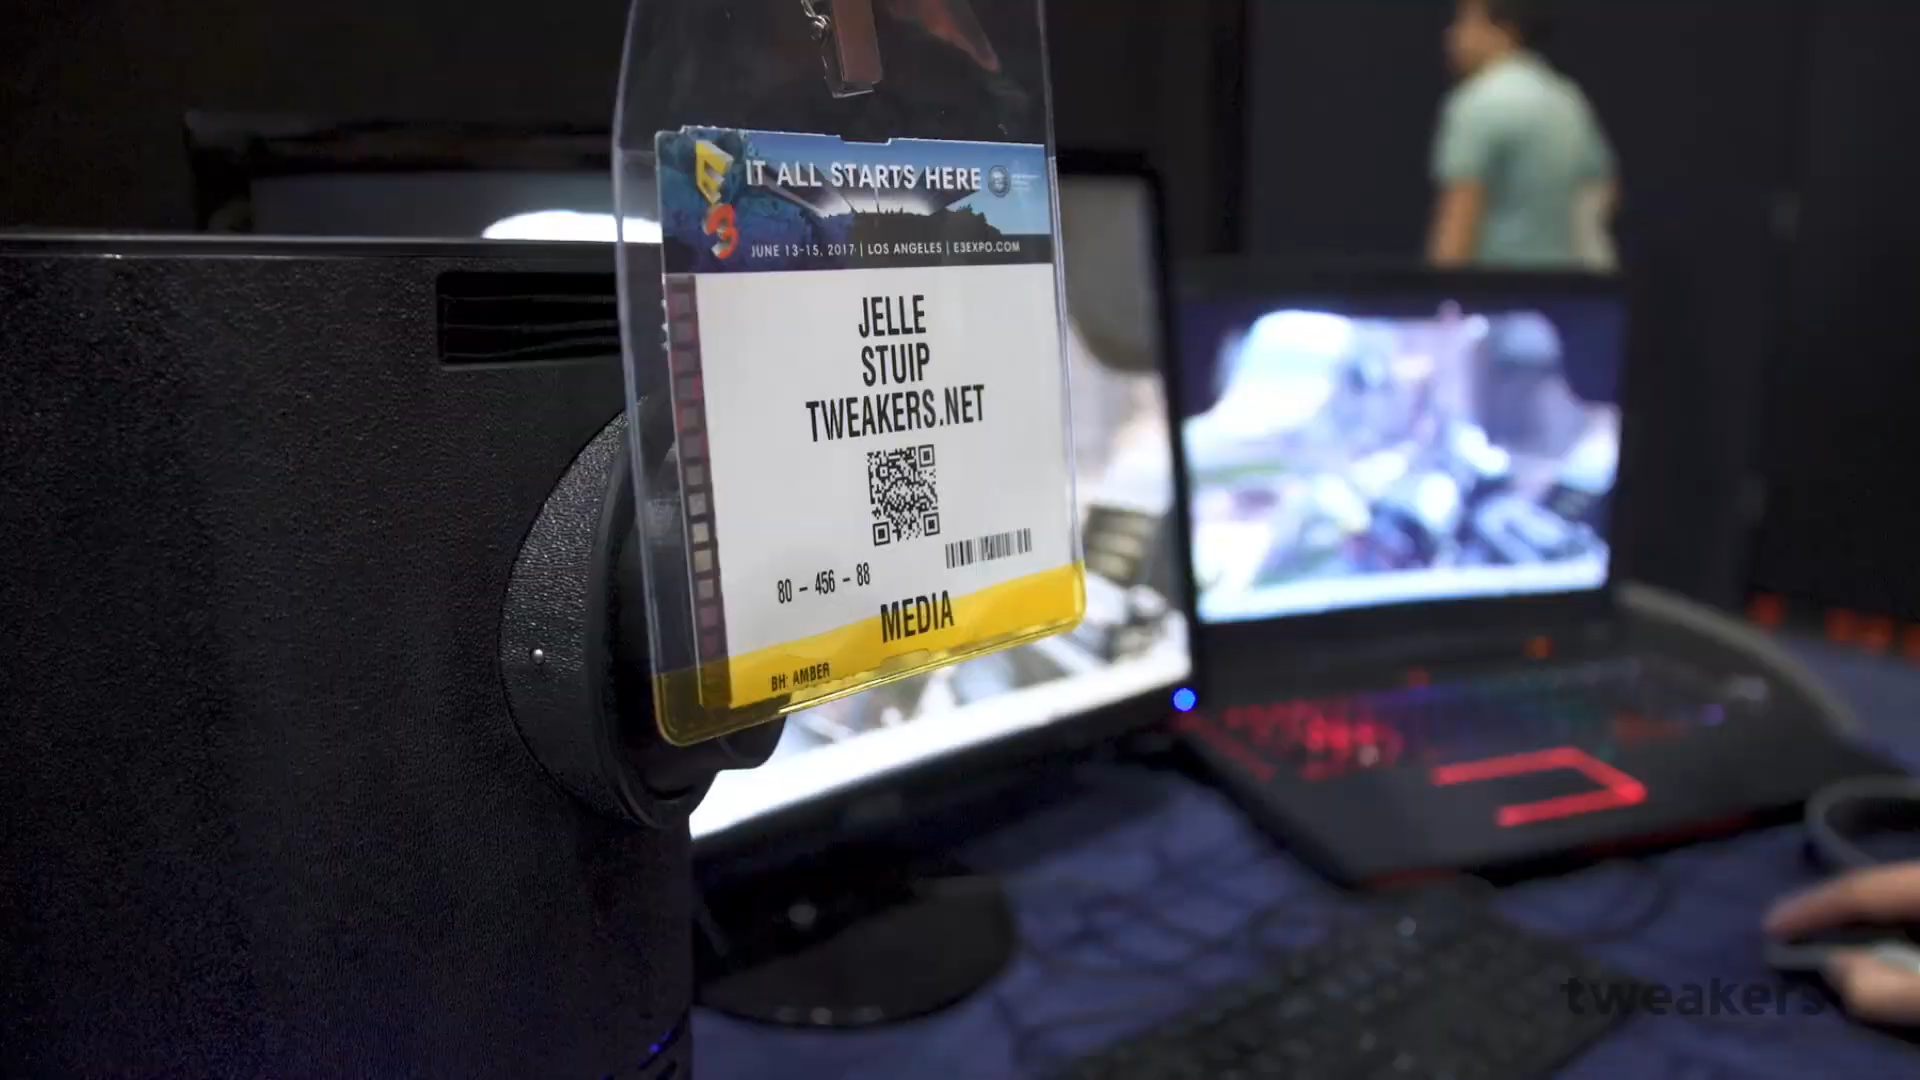 E3
IT ALL STARTS HERE
JUNE 13-15, 2017 | LOS ANGELES | E3EXPO.COM
JELLE
STUIP
TWEAKERS.NET
80 - 456 - 88
MEDIA
BH: AMBER
tweakers